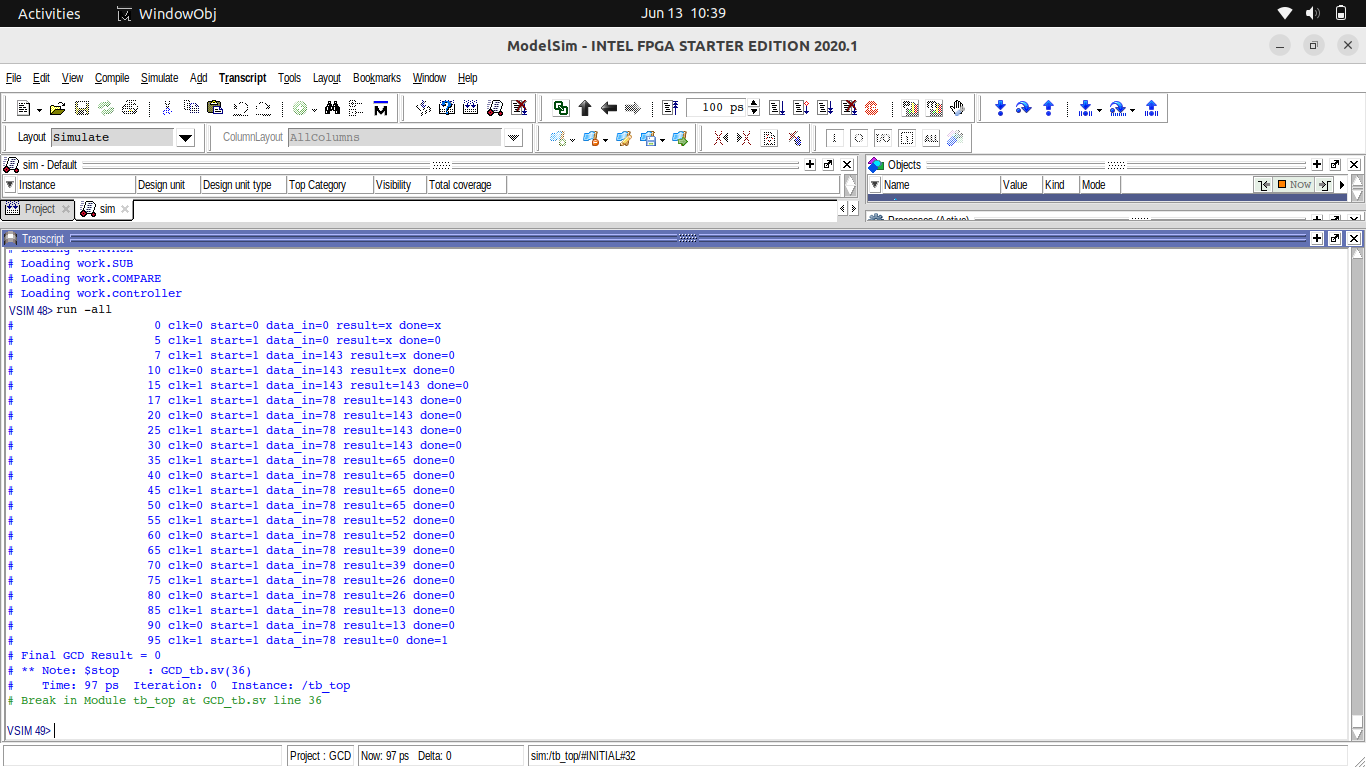 Activities WindowObj Jun 13 10:39
ModelSim - INTEL FPGA STARTER EDITION 2020.1
File Edit View Compile Simulate Add Transcript Tools Layout Bookmarks Window Help
100 ps
Layout Simulate ColumnLayout AllColumns
ALL
sim - Default
Instance Design unit Design unit type Top Category Visibility Total coverage
Project sim
Objects
Name Value Kind Mode Now
Processes (Active)
Transcript
# Loading work.MUX
# Loading work.SUB
# Loading work.COMPARE
# Loading work.controller
VSIM 48> run -all
# 0 clk=0 start=0 data_in=0 result=x done=x
# 5 clk=1 start=1 data_in=0 result=x done=0
# 7 clk=1 start=1 data_in=143 result=x done=0
# 10 clk=0 start=1 data_in=143 result=x done=0
# 15 clk=1 start=1 data_in=143 result=143 done=0
# 17 clk=1 start=1 data_in=78 result=143 done=0
# 20 clk=0 start=1 data_in=78 result=143 done=0
# 25 clk=1 start=1 data_in=78 result=143 done=0
# 30 clk=0 start=1 data_in=78 result=143 done=0
# 35 clk=1 start=1 data_in=78 result=65 done=0
# 40 clk=0 start=1 data_in=78 result=65 done=0
# 45 clk=1 start=1 data_in=78 result=65 done=0
# 50 clk=0 start=1 data_in=78 result=65 done=0
# 55 clk=1 start=1 data_in=78 result=52 done=0
# 60 clk=0 start=1 data_in=78 result=52 done=0
# 65 clk=1 start=1 data_in=78 result=39 done=0
# 70 clk=0 start=1 data_in=78 result=39 done=0
# 75 clk=1 start=1 data_in=78 result=26 done=0
# 80 clk=0 start=1 data_in=78 result=26 done=0
# 85 clk=1 start=1 data_in=78 result=13 done=0
# 90 clk=0 start=1 data_in=78 result=13 done=0
# 95 clk=1 start=1 data_in=78 result=0 done=1
# Final GCD Result = 0
# ** Note: $stop : GCD_tb.sv(36)
# Time: 97 ps Iteration: 0 Instance: /tb_top
# Break in Module tb_top at GCD_tb.sv line 36
VSIM 49>
Project : GCD Now: 97 ps Delta: 0 sim:/tb_top/#INITIAL#32